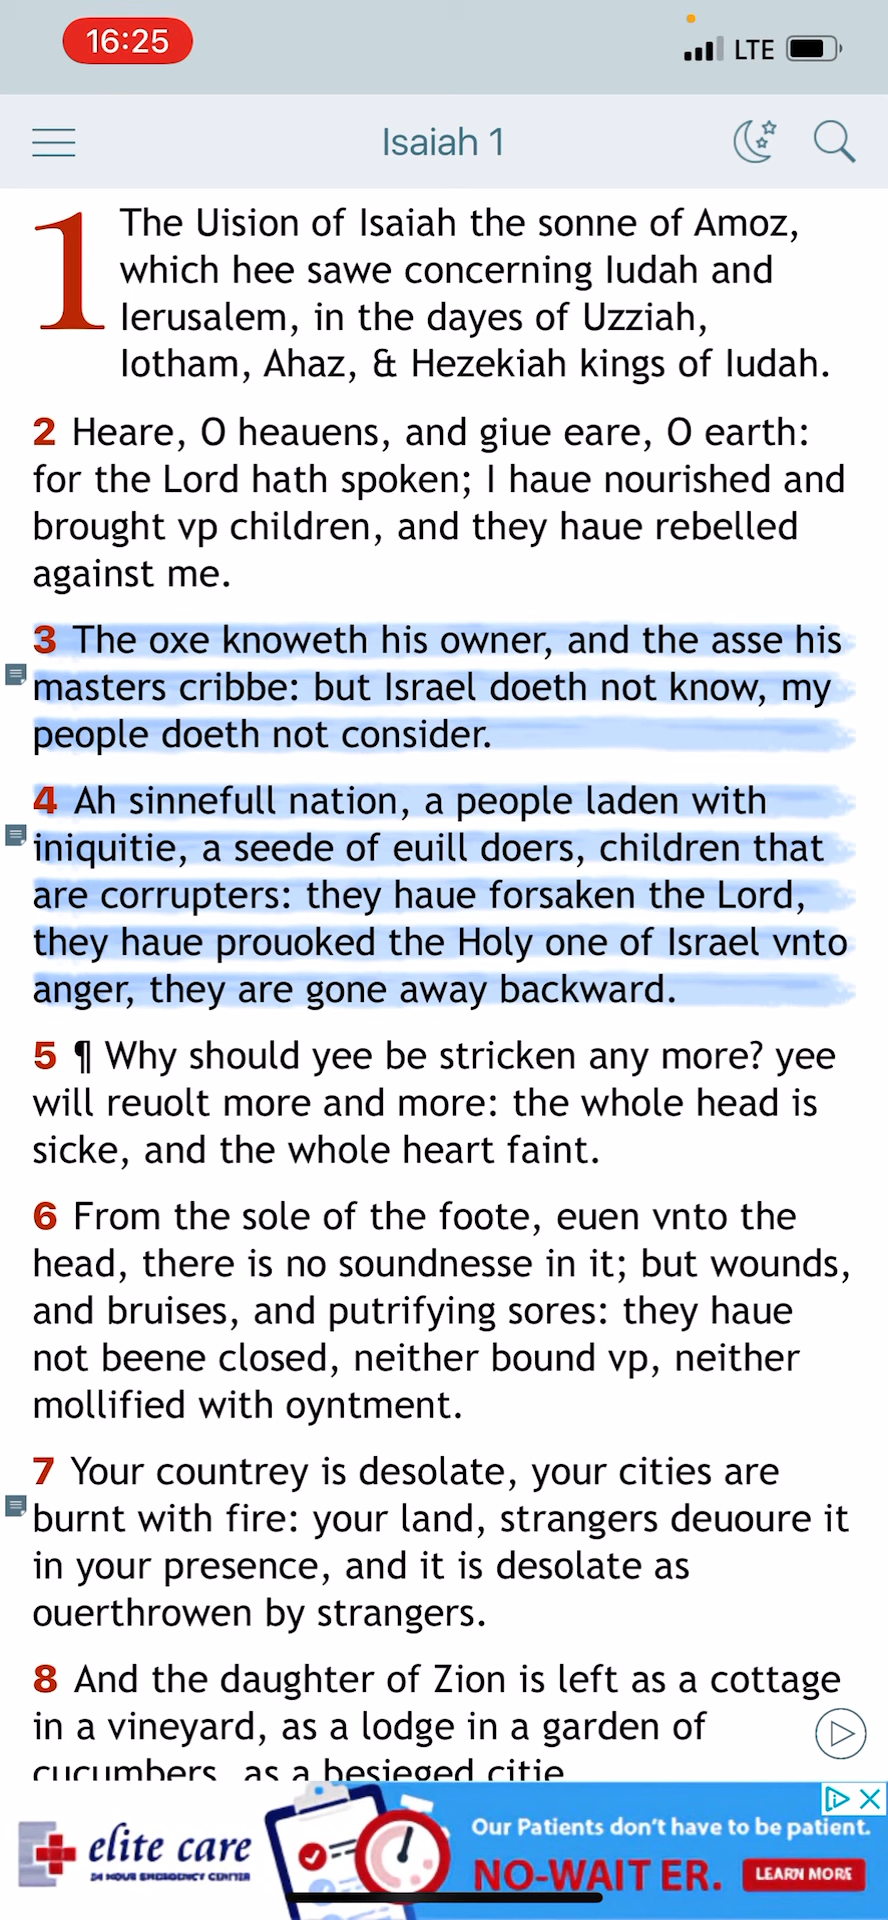 16:25
LTE
Isaiah 1
1 The Uision of Isaiah the sonne of Amoz,
which hee sawe concerning Iudah and
Ierusalem, in the dayes of Uzziah,
Iotham, Ahaz, & Hezekiah kings of Iudah.
2 Heare, O heauens, and giue eare, O earth:
for the Lord hath spoken; I haue nourished and
brought vp children, and they haue rebelled
against me.
3 The oxe knoweth his owner, and the asse his
masters cribbe: but Israel doeth not know, my
people doeth not consider.
4 Ah sinnefull nation, a people laden with
iniquitie, a seede of euill doers, children that
are corrupters: they haue forsaken the Lord,
they haue prouoked the Holy one of Israel vnto
anger, they are gone away backward.
5 ¶ Why should yee be stricken any more? yee
will reuolt more and more: the whole head is
sicke, and the whole heart faint.
6 From the sole of the foote, euen vnto the
head, there is no soundnesse in it; but wounds,
and bruises, and putrifying sores: they haue
not beene closed, neither bound vp, neither
mollified with oyntment.
7 Your countrey is desolate, your cities are
burnt with fire: your land, strangers deuoure it
in your presence, and it is desolate as
ouerthrowen by strangers.
8 And the daughter of Zion is left as a cottage
in a vineyard, as a lodge in a garden of
cucumbers, as a besieged citie
elite care
24 HOUR EMERGENCY CENTER
Our Patients don't have to be patient.
NO-WAIT ER.
LEARN MORE